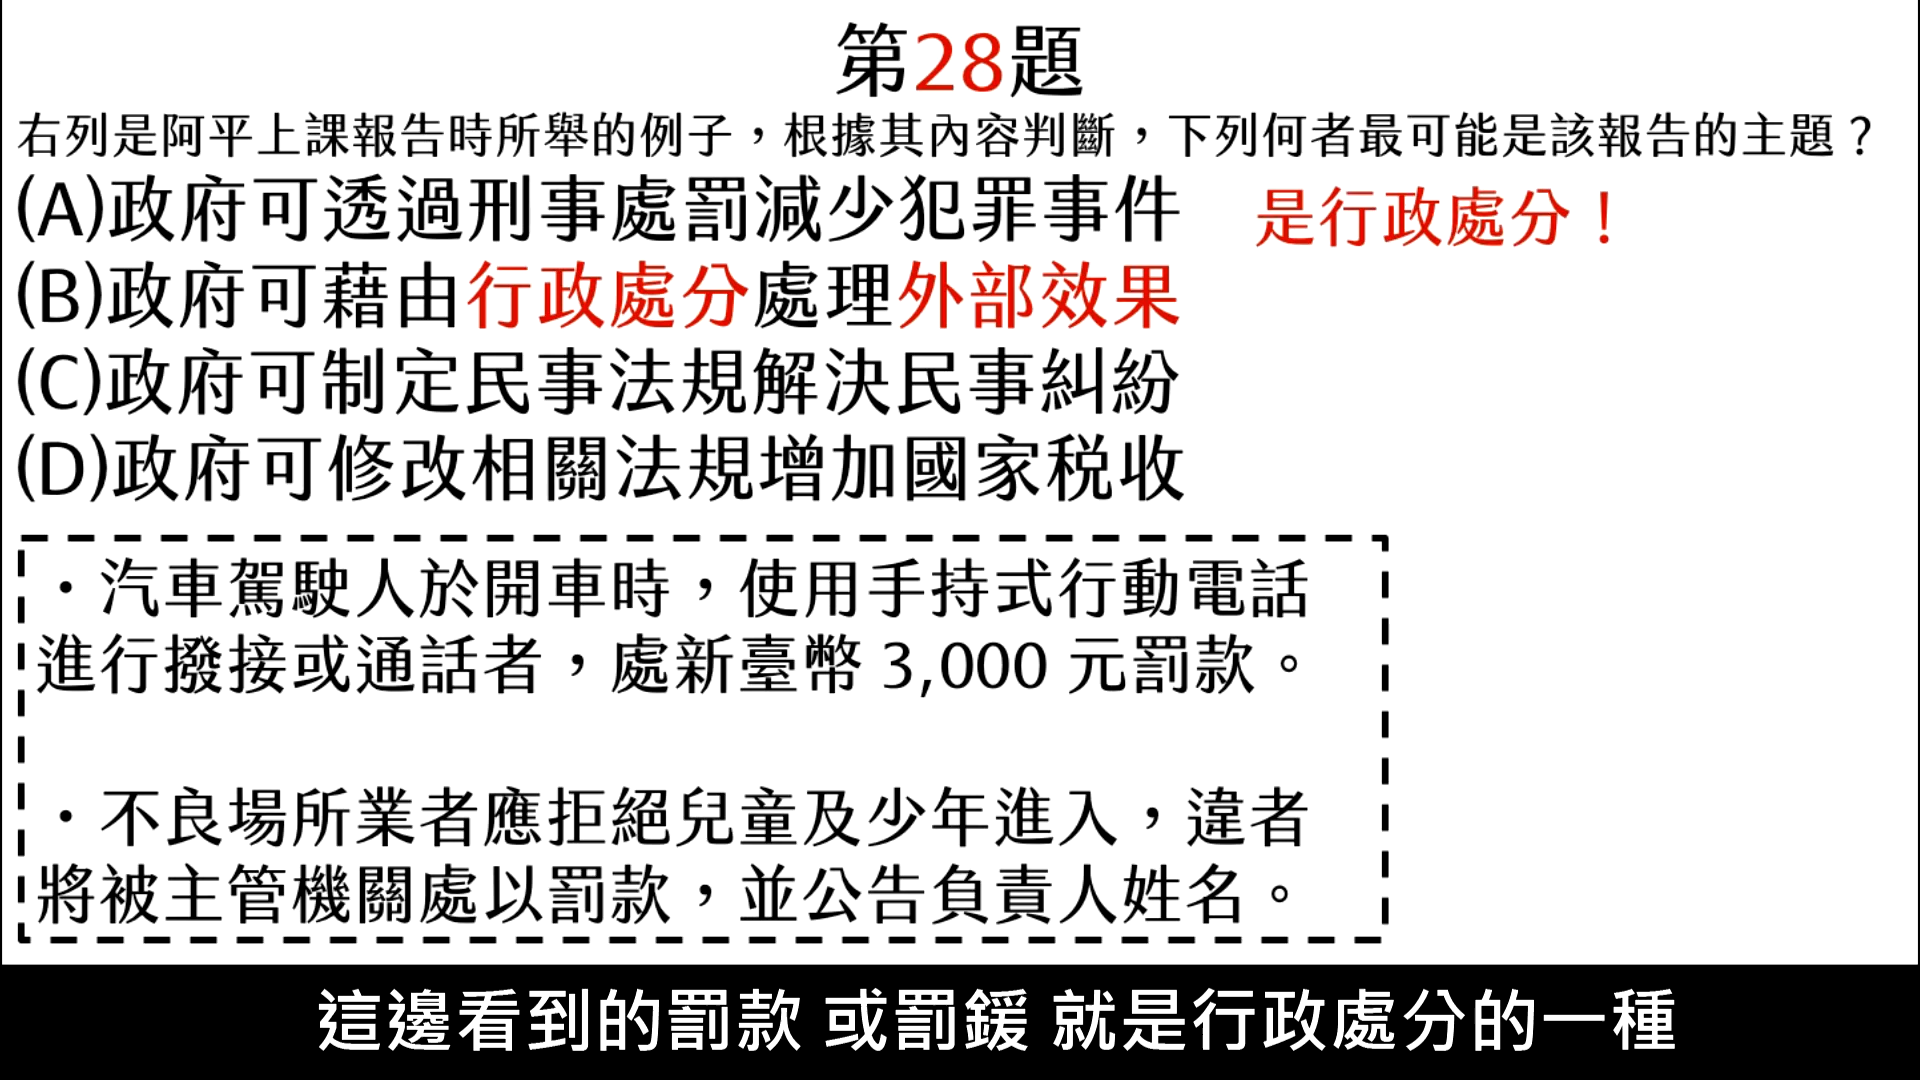 第28題
右列是阿平上課報告時所舉的例子，根據其內容判斷，下列何者最可能是該報告的主題？
(A)政府可透過刑事處罰減少犯罪事件
是行政處分！
(B)政府可藉由行政處分處理外部效果
(C)政府可制定民事法規解決民事糾紛
(D)政府可修改相關法規增加國家稅收
・汽車駕駛人於開車時，使用手持式行動電話
進行撥接或通話者，處新臺幣 3,000 元罰款。
・不良場所業者應拒絕兒童及少年進入，違者
將被主管機關處以罰款，並公告負責人姓名。
這邊看到的罰款 或罰鍰 就是行政處分的一種